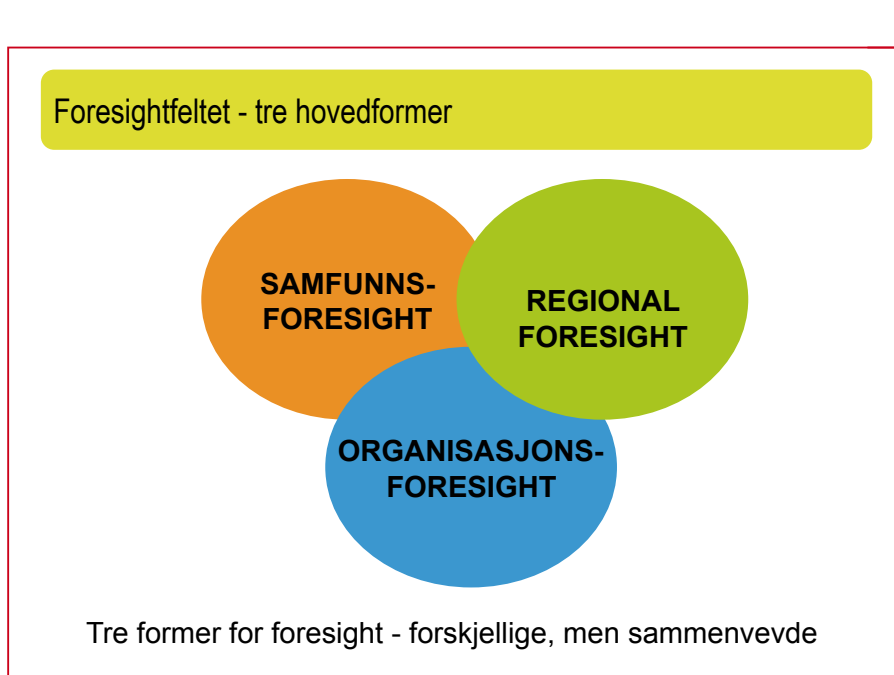 Foresightfeltet - tre hovedformer
SAMFUNNS-
FORESIGHT
REGIONAL
FORESIGHT
ORGANISASJONS-
FORESIGHT
Tre former for foresight - forskjellige, men sammenvevde